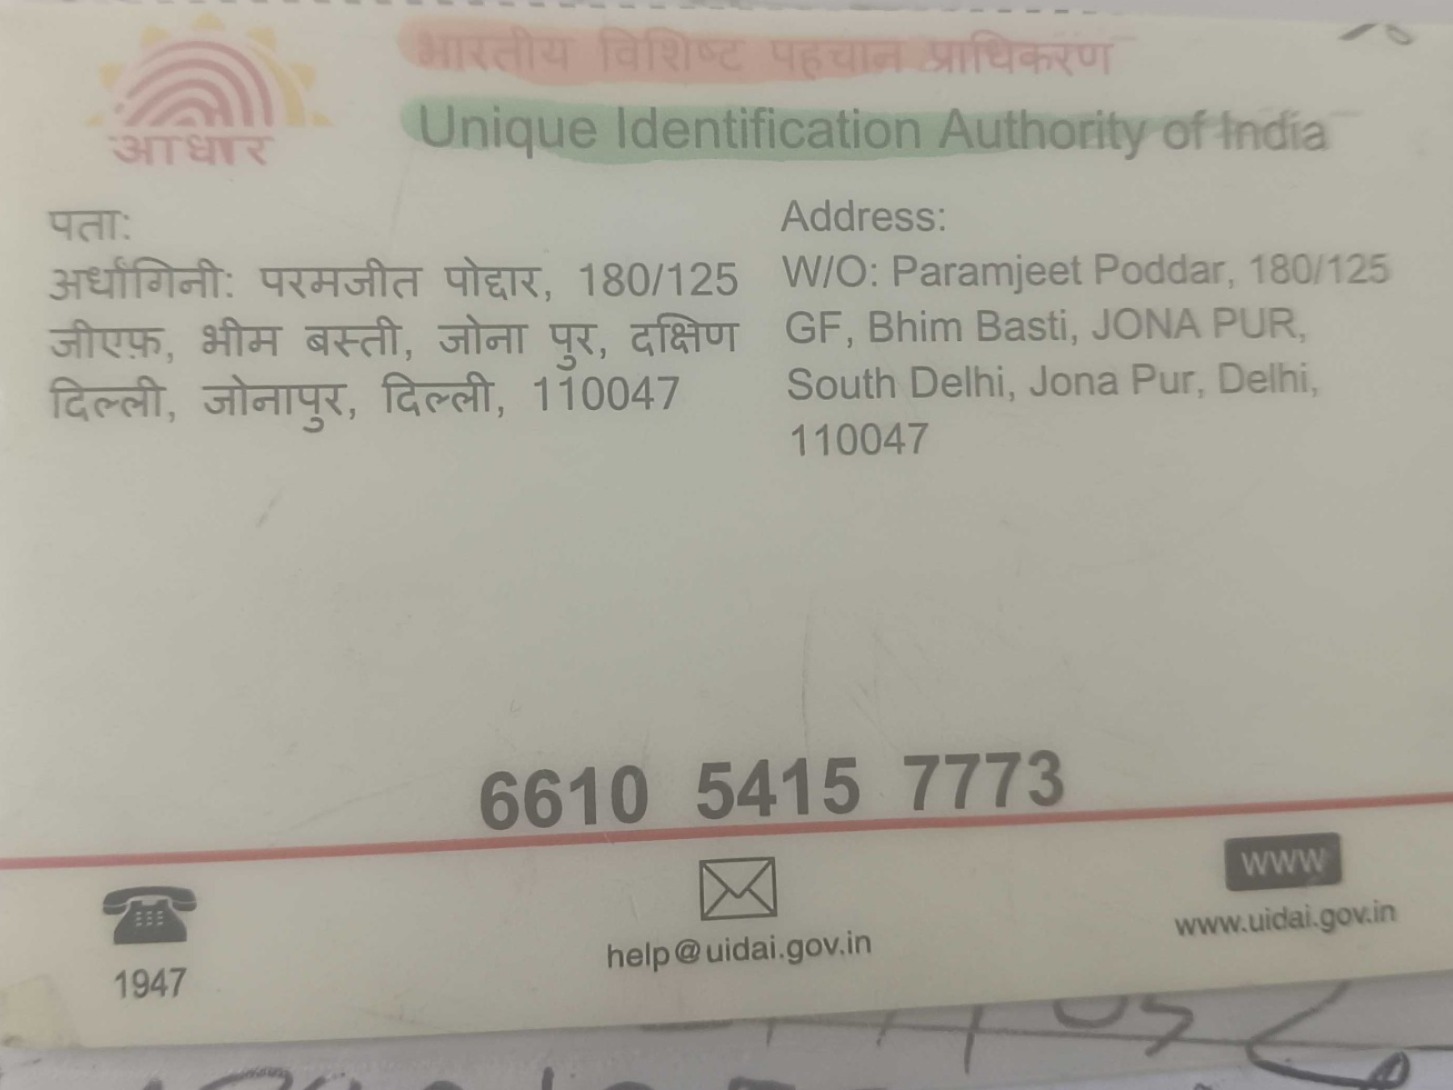 भारतीय विशिष्ट पहचान प्राधिकरण
Unique Identification Authority of India
आधार
पता:
अर्धांगिनी: परमजीत पोद्दार, 180/125
जीएफ़, भीम बस्ती, जोना पुर, दक्षिण
दिल्ली, जोनापुर, दिल्ली, 110047
Address:
W/O: Paramjeet Poddar, 180/125
GF, Bhim Basti, JONA PUR,
South Delhi, Jona Pur, Delhi,
110047
6610 5415 7773
1947
help@uidai.gov.in
www
www.uidai.gov.in